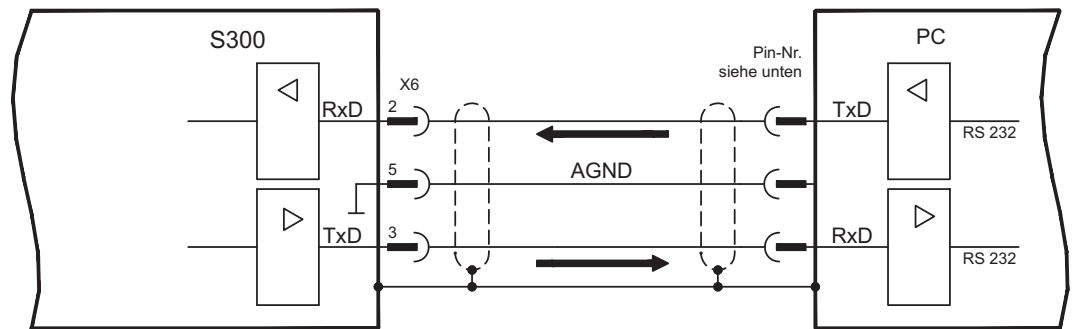 S300
PC
Pin-Nr.
siehe unten
X6
RxD
2
TxD
RS 232
5
AGND
TxD
3
RxD
RS 232